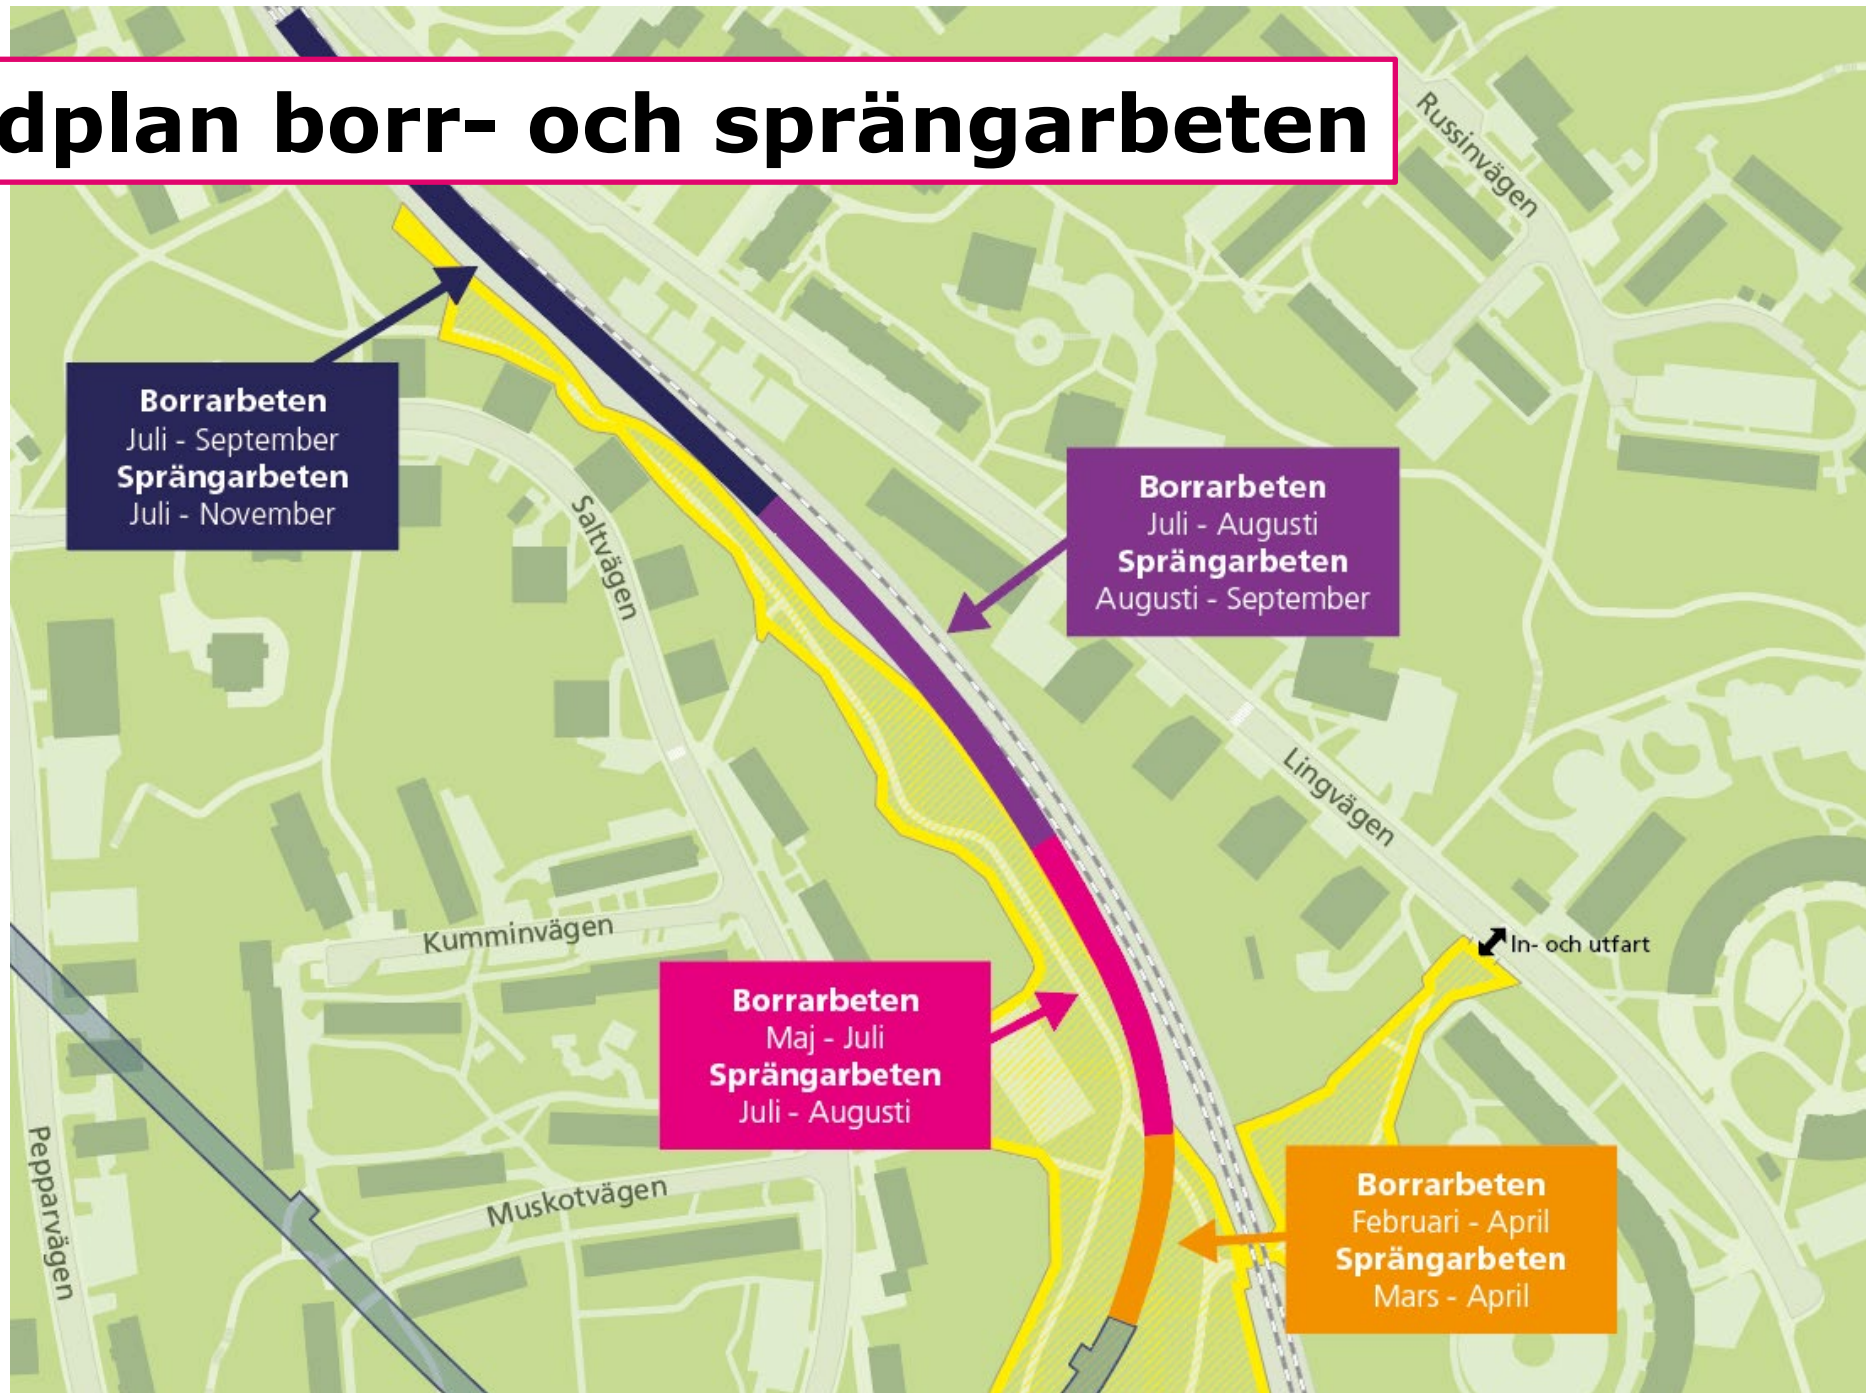 dplan borr- och sprängarbeten
Russinvägen
Borrarbeten
Juli - September
Sprängarbeten
Juli - November
Borrarbeten
Juli - Augusti
Sprängarbeten
Augusti - September
Saltvägen
Lingvägen
Kumminvägen
In- och utfart
Borrarbeten
Maj - Juli
Sprängarbeten
Juli - Augusti
Pepparvägen
Muskotvägen
Borrarbeten
Februari - April
Sprängarbeten
Mars - April